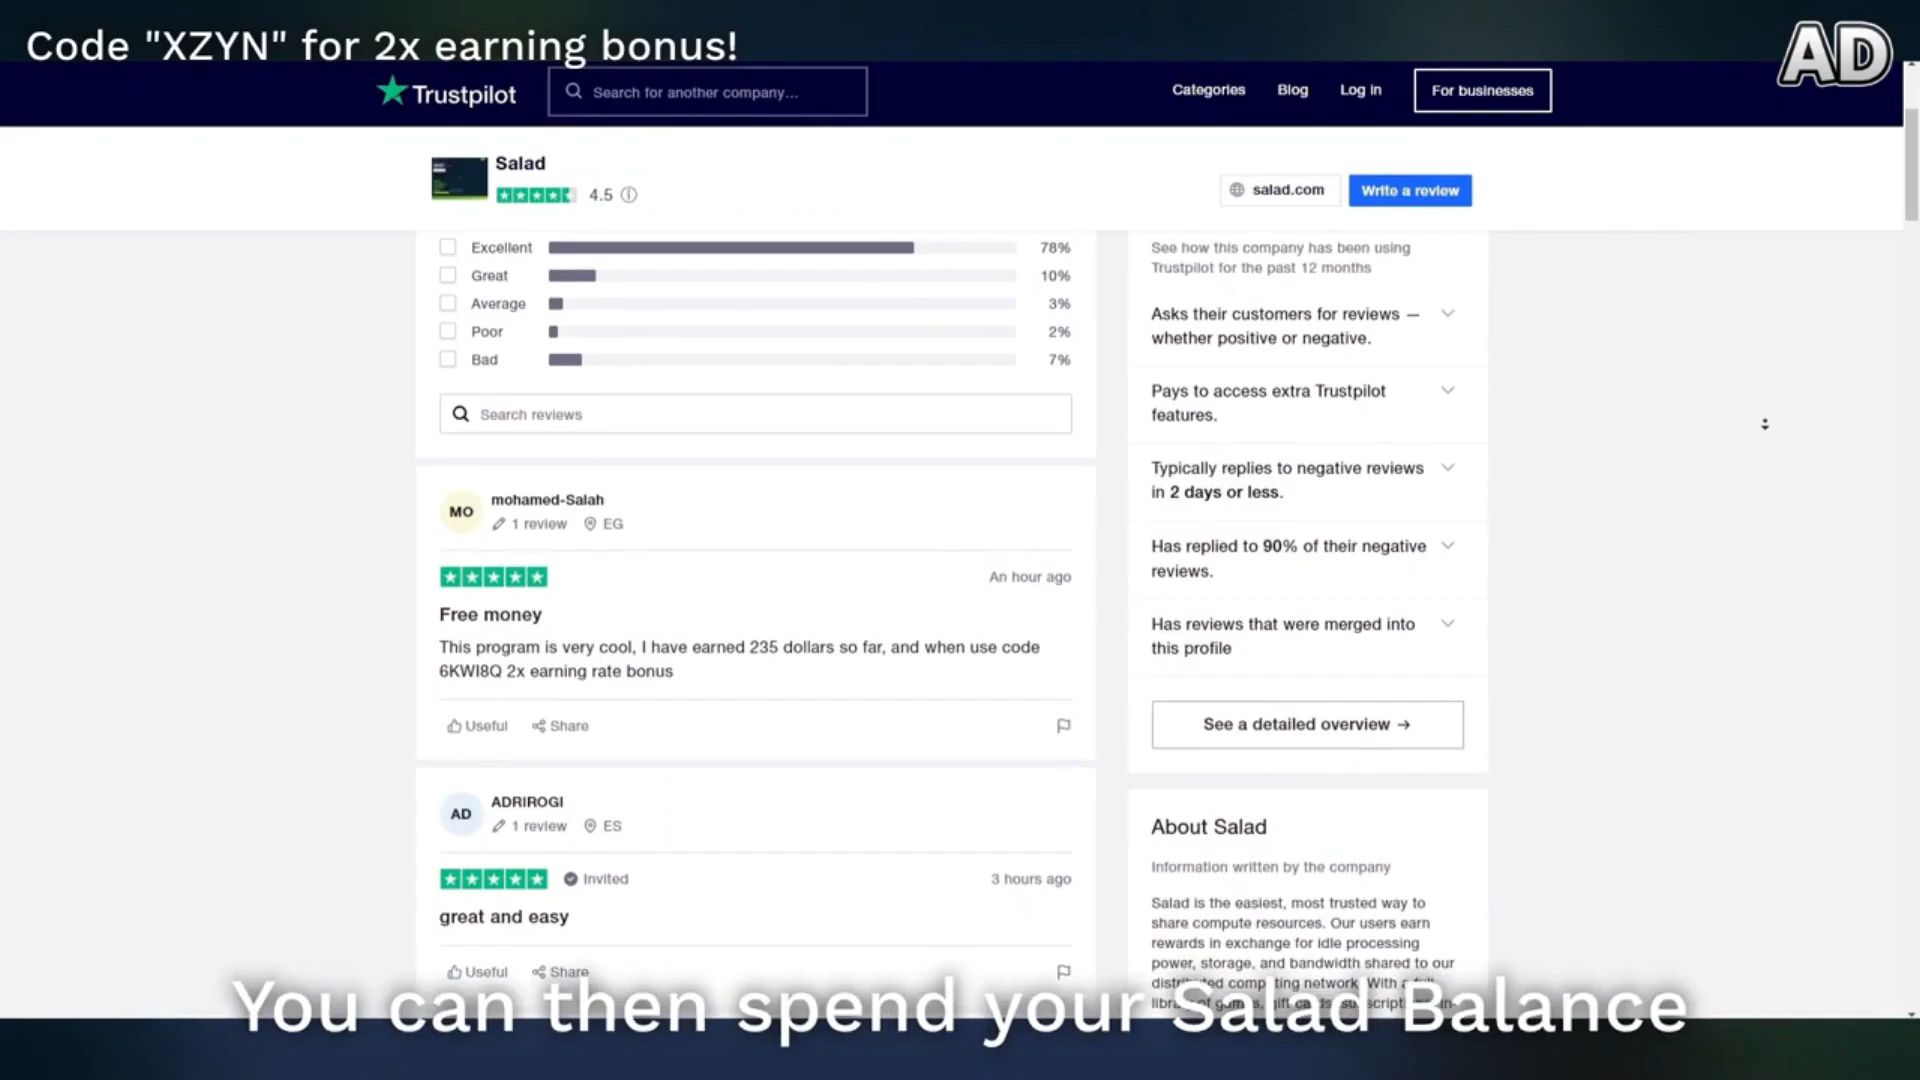 Code "XZYN" for 2x earning bonus!
AD
Trustpilot
Search for another company...
Categories
Blog
Log in
For businesses
Salad
4.5
salad.com
Write a review
Excellent
78%
Great
10%
Average
3%
Poor
2%
Bad
7%
Search reviews
MO
mohamed-Salah
1 review
EG
An hour ago
Free money
This program is very cool, I have earned 235 dollars so far, and when use code
6KWI8Q 2x earning rate bonus
Useful
Share
AD
ADRIROGI
1 review
ES
Invited
3 hours ago
great and easy
Useful
Share
See how this company has been using
Trustpilot for the past 12 months
Asks their customers for reviews —
whether positive or negative.
Pays to access extra Trustpilot
features.
Typically replies to negative reviews
in 2 days or less.
Has replied to 90% of their negative
reviews.
Has reviews that were merged into
this profile
See a detailed overview →
About Salad
Information written by the company
Salad is the easiest, most trusted way to
share compute resources. Our users earn
rewards in exchange for idle processing
power, storage, and bandwidth shared to our
distributed computing network. With a
of games, gift cards,
You can then spend your Salad Balance